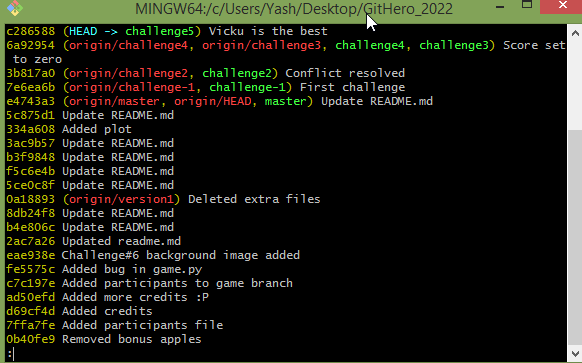 MINGW64:/c/Users/Yash/Desktop/GitHero_2022
c286588 (HEAD -> challenge5) Vicku is the best
6a92954 (origin/challenge4, origin/challenge3, challenge4, challenge3) Score set
to zero
3b817a0 (origin/challenge2, challenge2) Conflict resolved
7e6ea6b (origin/challenge-1, challenge-1) First challenge
e4743a3 (origin/master, origin/HEAD, master) Update README.md
5c875d1 Update README.md
334a608 Added plot
3ac9b57 Update README.md
b3f9848 Update README.md
f5c6e4b Update README.md
5ce0c8f Update README.md
0a18893 (origin/version1) Deleted extra files
8db24f8 Update README.md
b4e806c Update README.md
2ac7a26 Updated readme.md
eae938e Challenge#6 background image added
fe5575c Added bug in game.py
c7c197e Added participants to game branch
ad50efd Added more credits :P
d69cf4d Added credits
7ffa7fe Added participants file
0b40fe9 Removed bonus apples
: